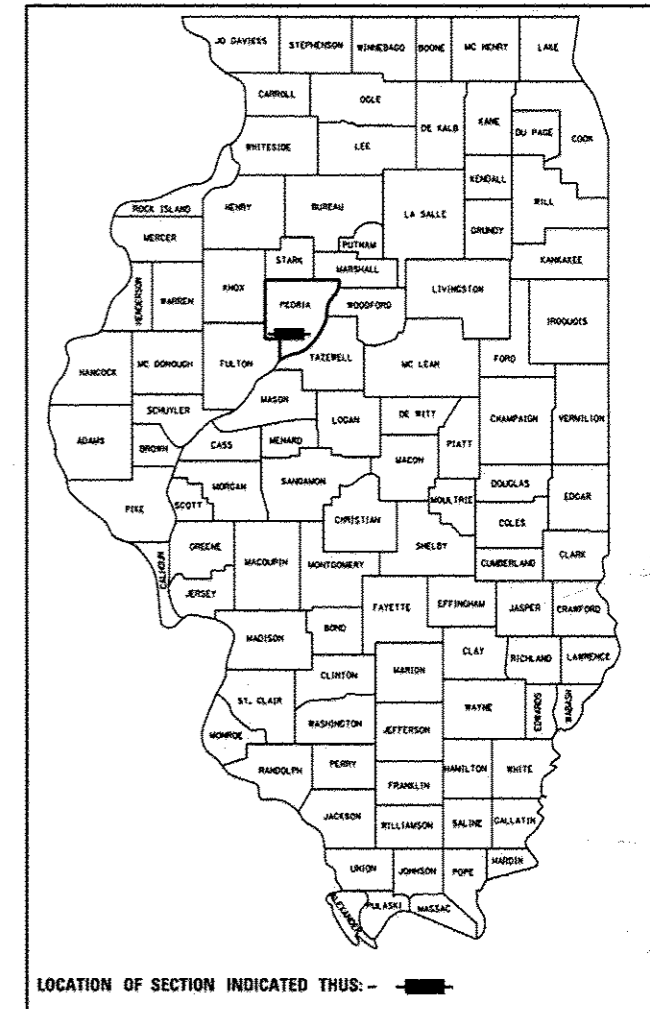 JO DAVIESS STEPHENSON WINNEBAGO BOONE MC HENRY LAKE
CARROLL OGLE DE KALB KANE DU PAGE COOK
WHITESIDE LEE
KENDALL WILL
ROCK ISLAND HENRY BUREAU LA SALLE GRUNDY
MERCER PUTNAM KANKAKEE
STARK MARSHALL LIVINGSTON
HENDERSON WARREN KNOX PEORIA WOODFORD IROQUOIS
HANCOCK MC DONOUGH FULTON TAZEWELL MC LEAN FORD
MASON
SCHUYLER LOGAN DE WITT CHAMPAIGN VERMILION
ADAMS BROWN CASS MENARD MACON PIATT
PIKE SCOTT MORGAN SANGAMON MOULTRIE DOUGLAS EDGAR
CHRISTIAN COLES
CALHOUN GREENE MACOUPIN MONTGOMERY SHELBY CUMBERLAND CLARK
JERSEY FAYETTE EFFINGHAM JASPER CRAWFORD
MADISON BOND
CLAY RICHLAND LAWRENCE
CLINTON MARION
ST. CLAIR WAYNE EDWARDS WABASH
MONROE WASHINGTON JEFFERSON
RANDOLPH PERRY HAMILTON WHITE
FRANKLIN
JACKSON WILLIAMSON SALINE GALLATIN
UNION JOHNSON POPE HARDIN
ALEXANDER PULASKI MASSAC
LOCATION OF SECTION INDICATED THUS: -